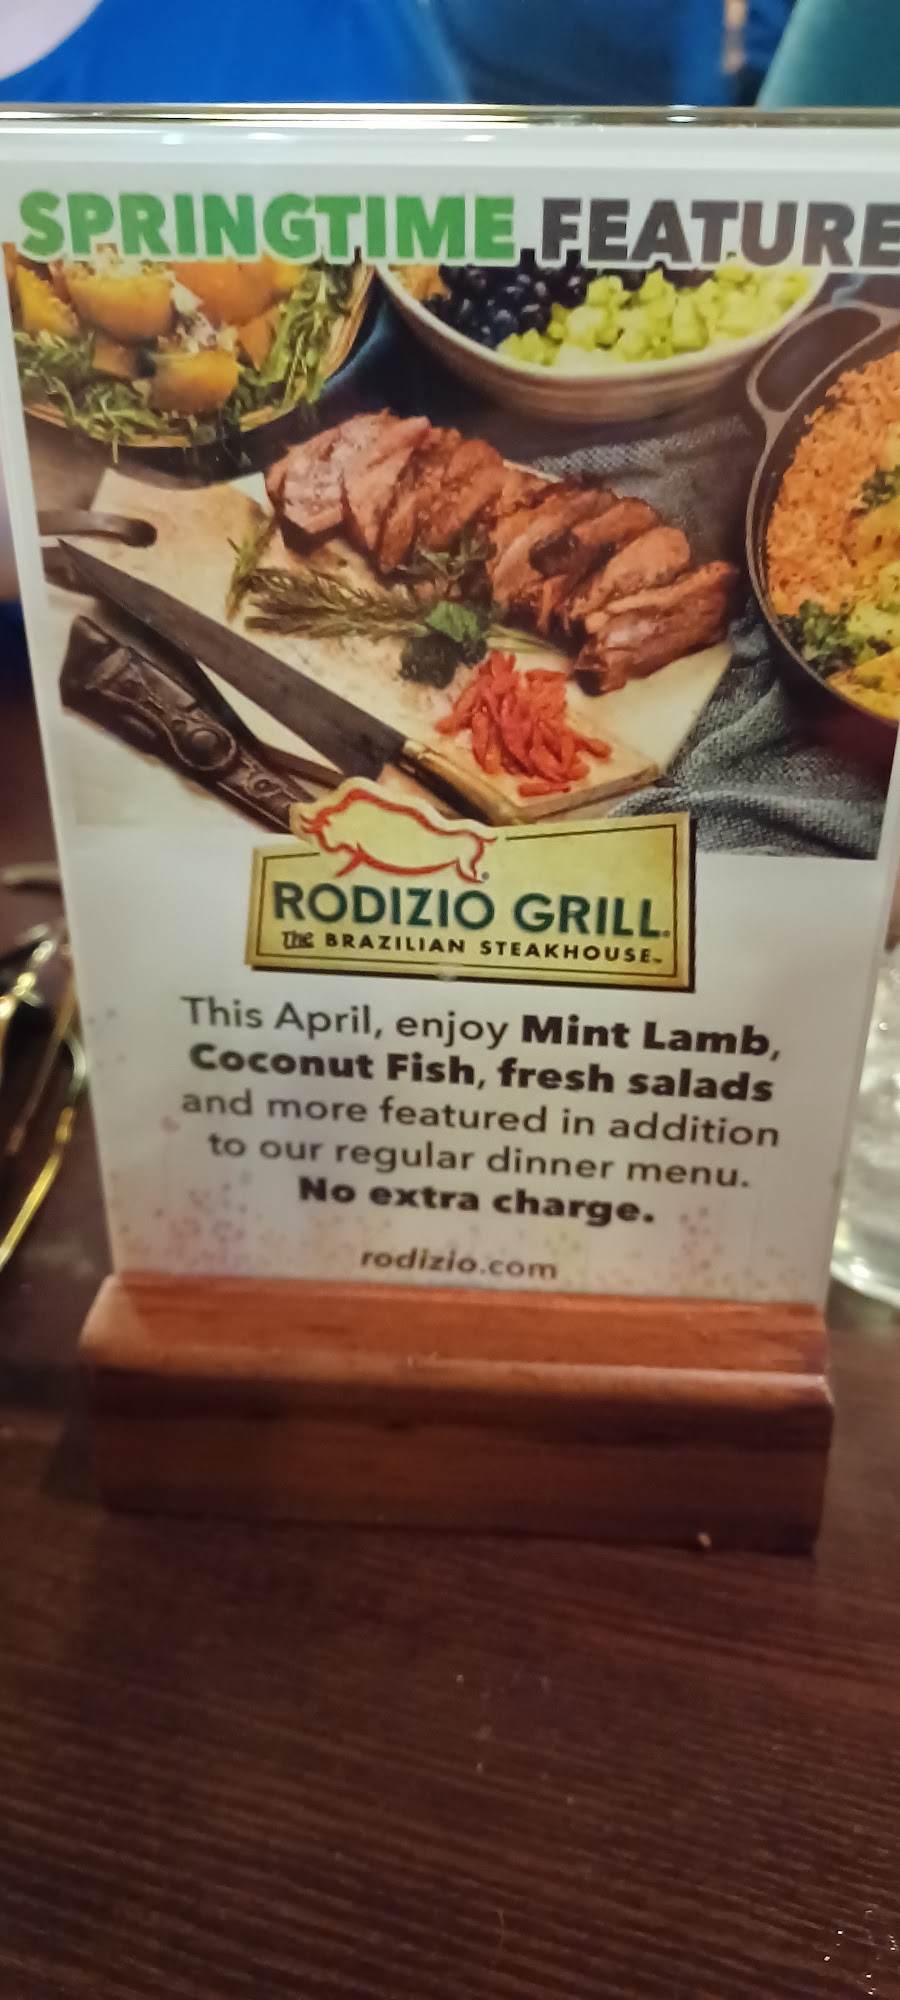 SPRINGTIME FEATURE
RODIZIO GRILL®
The BRAZILIAN STEAKHOUSE™
This April, enjoy Mint Lamb,
Coconut Fish, fresh salads
and more featured in addition
to our regular dinner menu.
No extra charge.
rodizio.com